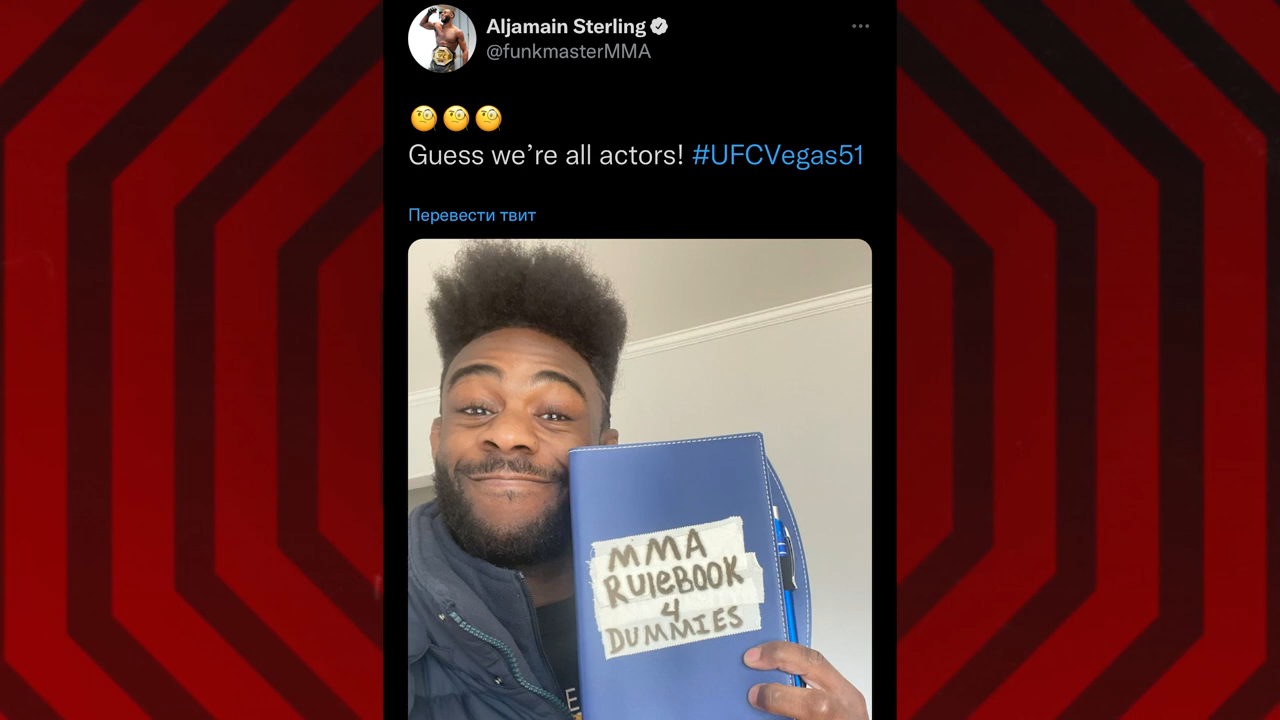 Aljamain Sterling
@funkmasterMMA
🧐🧐🧐
Guess we’re all actors! #UFCVegas51
Перевести твит
MMA
RUleBOOK
4
DUMMIES
E